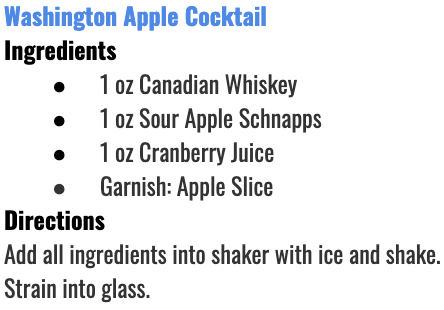 Washington Apple Cocktail
Ingredients
● 1 oz Canadian Whiskey
● 1 oz Sour Apple Schnapps
● 1 oz Cranberry Juice
● Garnish: Apple Slice
Directions
Add all ingredients into shaker with ice and shake.
Strain into glass.